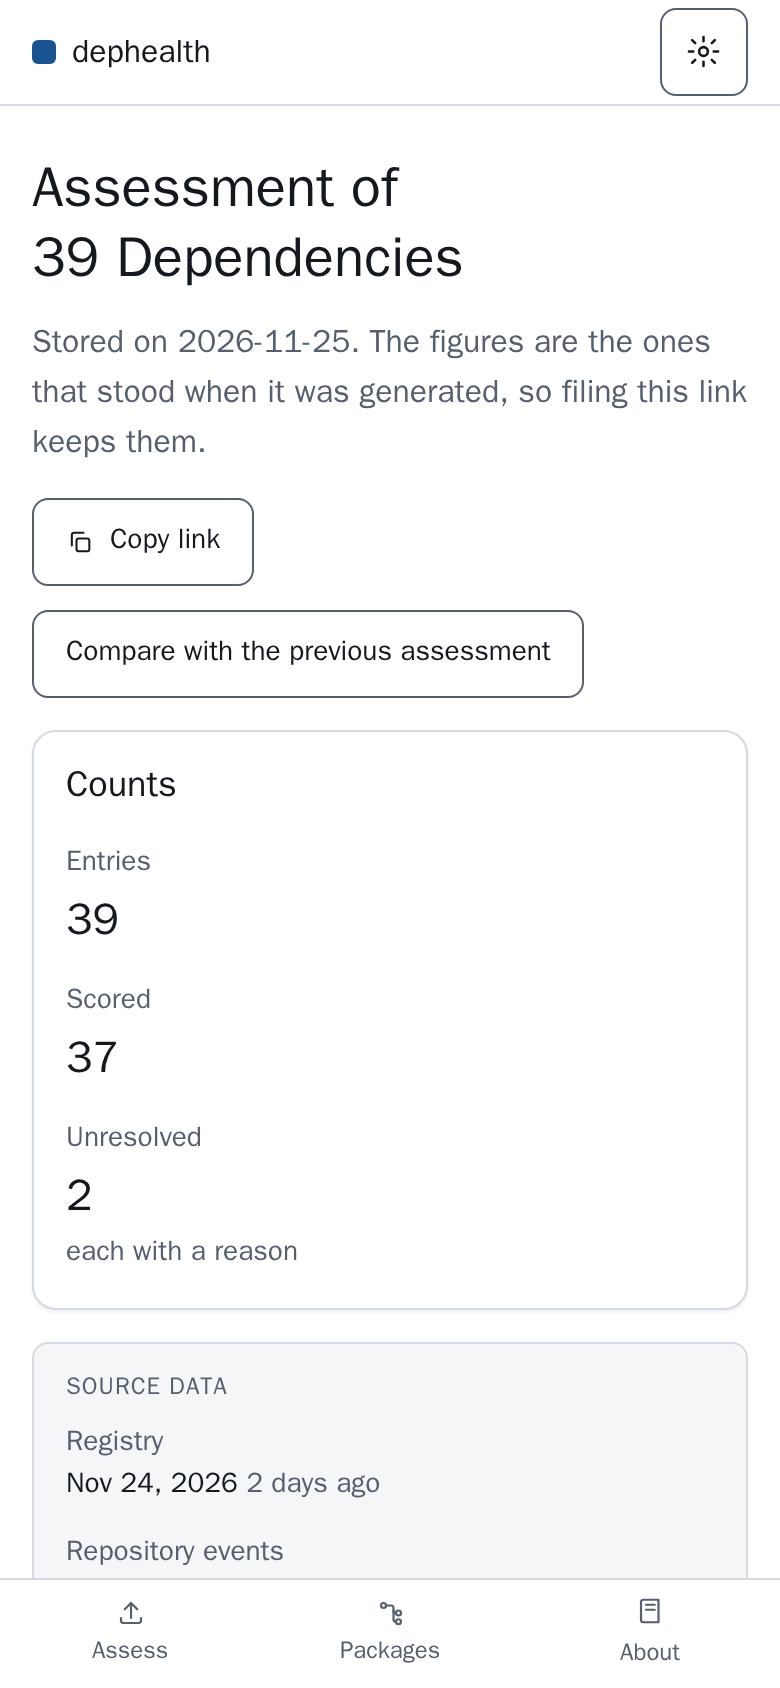 dephealth
Assessment of
39 Dependencies
Stored on 2026-11-25. The figures are the ones
that stood when it was generated, so filing this link
keeps them.
Copy link
Compare with the previous assessment
Counts
Entries
39
Scored
37
Unresolved
2
each with a reason
SOURCE DATA
Registry
Nov 24, 2026 2 days ago
Repository events
Assess
Packages
About